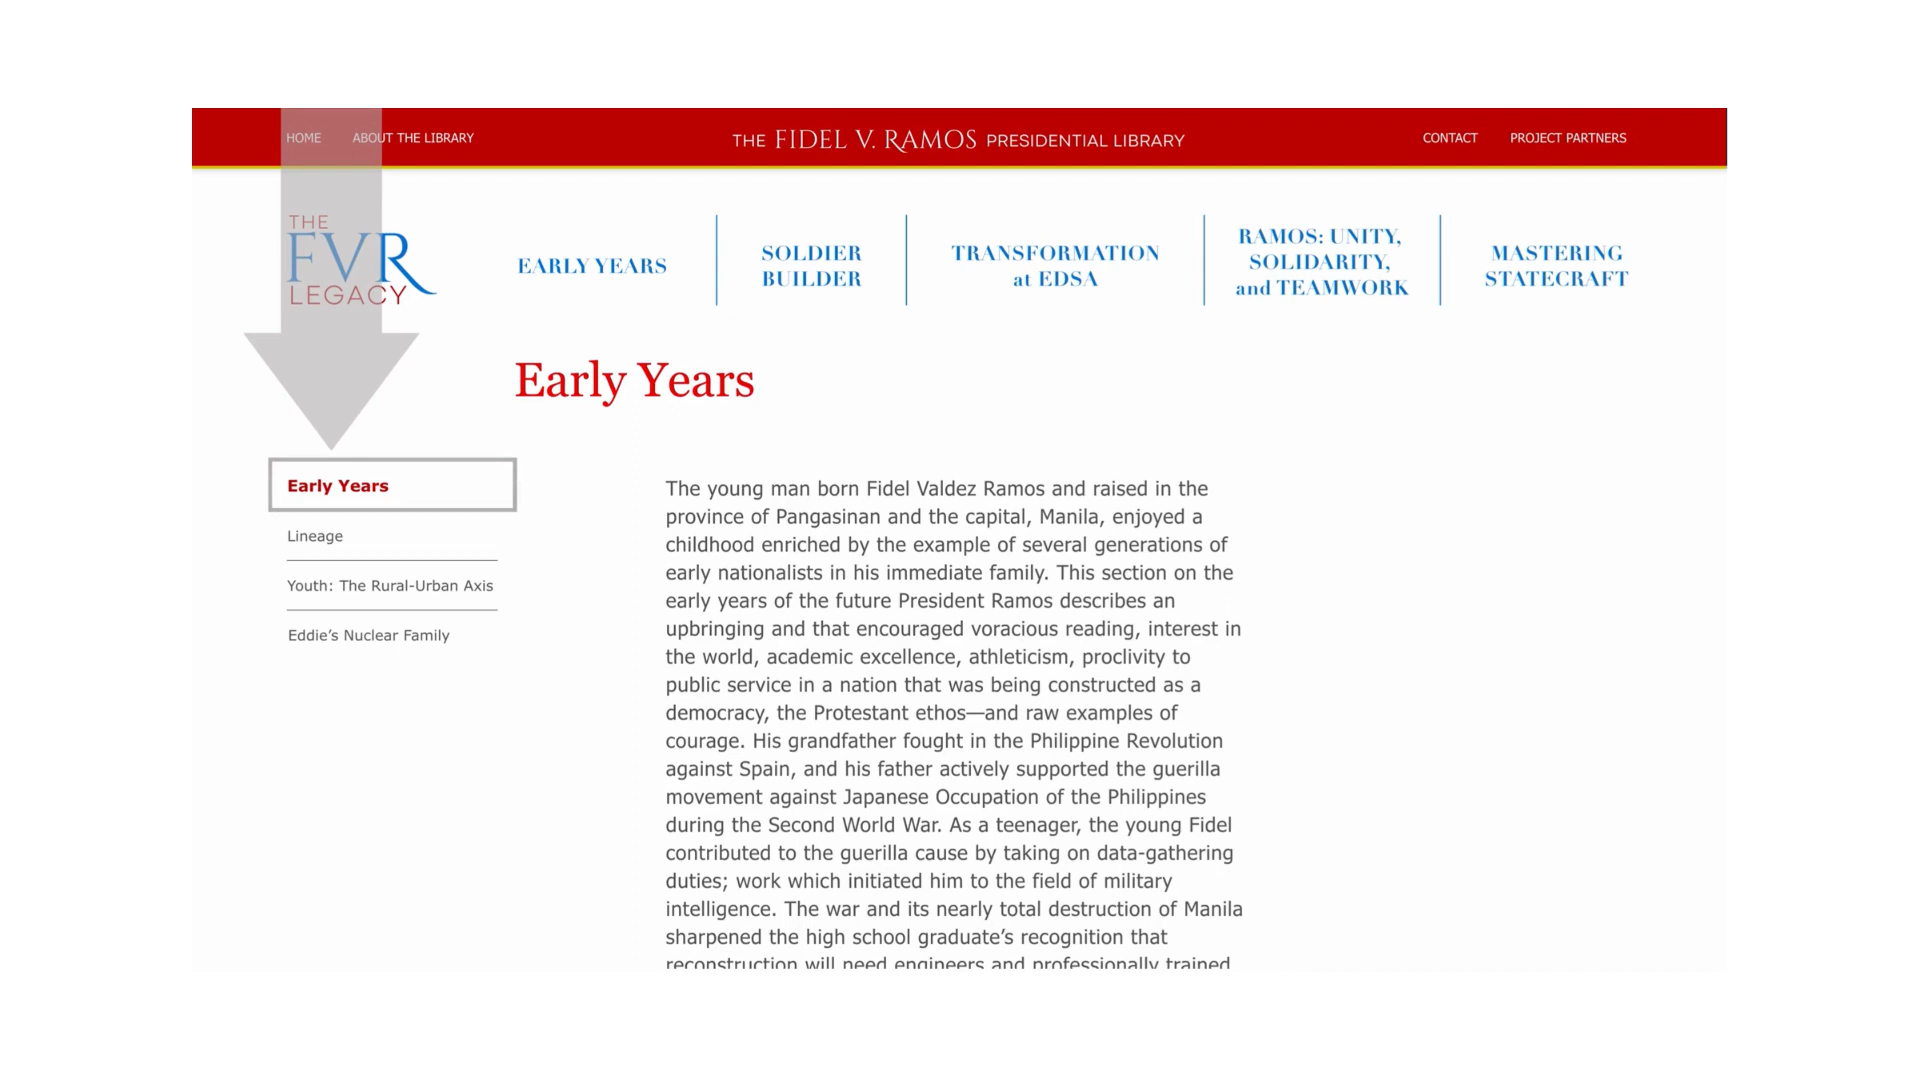 HOME ABOUT THE LIBRARY THE FIDEL V. RAMOS PRESIDENTIAL LIBRARY CONTACT PROJECT PARTNERS
THE
FVR
LEGACY
EARLY YEARS
SOLDIER
BUILDER
TRANSFORMATION
at EDSA
RAMOS: UNITY,
SOLIDARITY,
and TEAMWORK
MASTERING
STATECRAFT
Early Years
Early Years
Lineage
Youth: The Rural-Urban Axis
Eddie’s Nuclear Family
The young man born Fidel Valdez Ramos and raised in the
province of Pangasinan and the capital, Manila, enjoyed a
childhood enriched by the example of several generations of
early nationalists in his immediate family. This section on the
early years of the future President Ramos describes an
upbringing and that encouraged voracious reading, interest in
the world, academic excellence, athleticism, proclivity to
public service in a nation that was being constructed as a
democracy, the Protestant ethos—and raw examples of
courage. His grandfather fought in the Philippine Revolution
against Spain, and his father actively supported the guerilla
movement against Japanese Occupation of the Philippines
during the Second World War. As a teenager, the young Fidel
contributed to the guerilla cause by taking on data-gathering
duties; work which initiated him to the field of military
intelligence. The war and its nearly total destruction of Manila
sharpened the high school graduate’s recognition that
reconstruction will need engineers and professionally trained